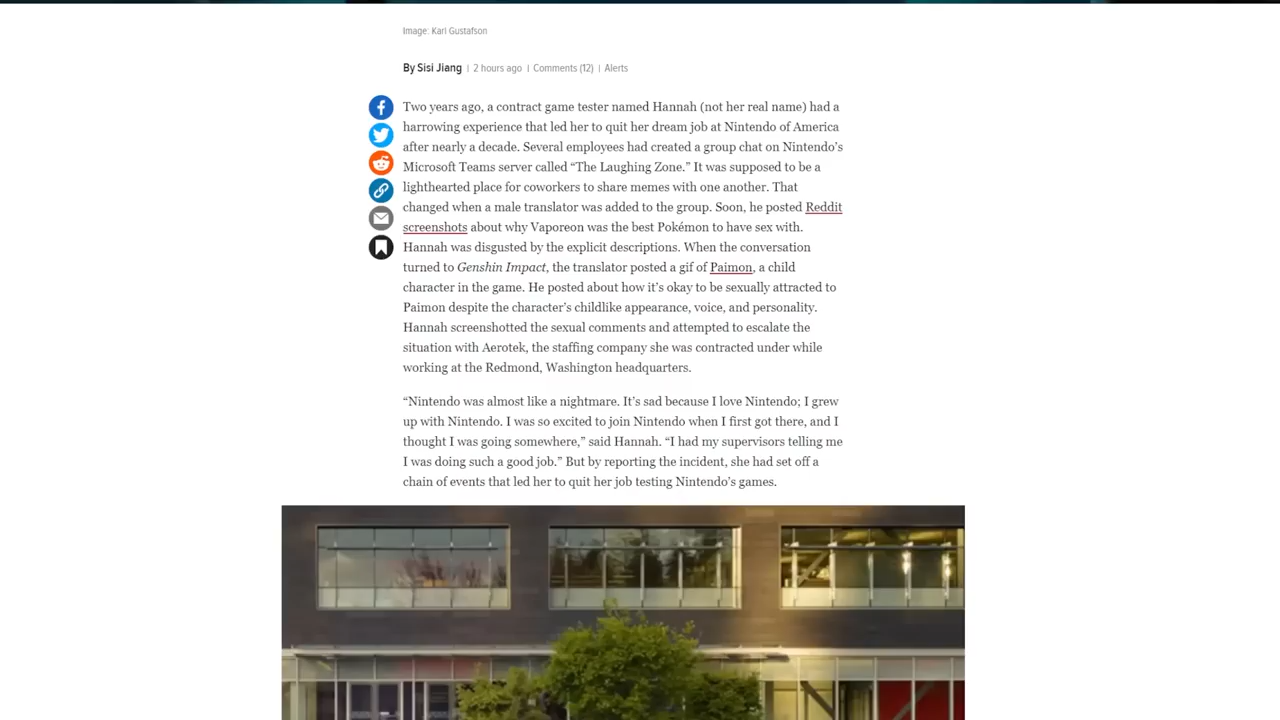 Image: Karl Gustafson
By Sisi Jiang | 2 hours ago | Comments (12) | Alerts
Two years ago, a contract game tester named Hannah (not her real name) had a
harrowing experience that led her to quit her dream job at Nintendo of America
after nearly a decade. Several employees had created a group chat on Nintendo’s
Microsoft Teams server called “The Laughing Zone.” It was supposed to be a
lighthearted place for coworkers to share memes with one another. That
changed when a male translator was added to the group. Soon, he posted Reddit
screenshots about why Vaporeon was the best Pokémon to have sex with.
Hannah was disgusted by the explicit descriptions. When the conversation
turned to Genshin Impact, the translator posted a gif of Paimon, a child
character in the game. He posted about how it’s okay to be sexually attracted to
Paimon despite the character’s childlike appearance, voice, and personality.
Hannah screenshotted the sexual comments and attempted to escalate the
situation with Aerotek, the staffing company she was contracted under while
working at the Redmond, Washington headquarters.
“Nintendo was almost like a nightmare. It’s sad because I love Nintendo; I grew
up with Nintendo. I was so excited to join Nintendo when I first got there, and I
thought I was going somewhere,” said Hannah. “I had my supervisors telling me
I was doing such a good job.” But by reporting the incident, she had set off a
chain of events that led her to quit her job testing Nintendo’s games.